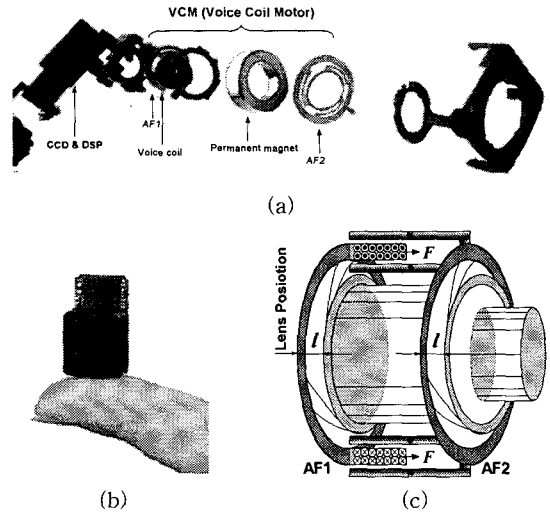 VCM (Voice Coil Motor)
CCD & DSP
AF1
Voice coil
Permanent magnet
AF2
(a)
Lens Posiotion
F
l
l
F
AF1
AF2
(b)
(c)